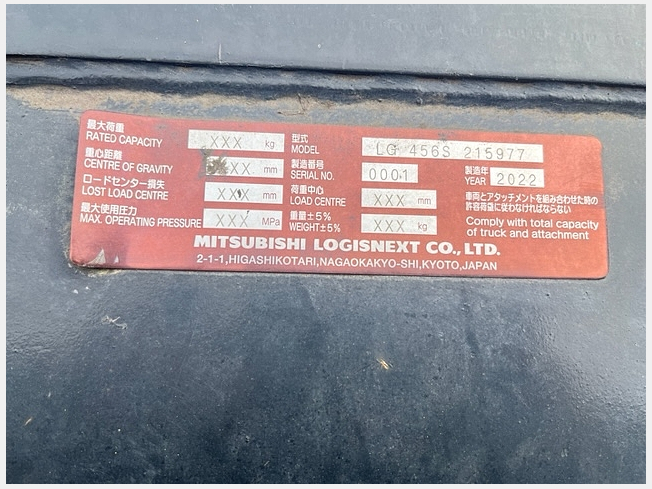 最大荷重
RATED CAPACITY XXX kg
型式
MODEL LG 456S 215977
重心距離
CENTRE OF GRAVITY XXX mm
製造番号
SERIAL NO. 0001
製造年
YEAR 2022
ロードセンター損失
LOST LOAD CENTRE XXX mm
荷重中心
LOAD CENTRE XXX mm
車両とアタッチメントを組み合わせた時の
許容荷重に変わなければならない
最大使用圧力
MAX. OPERATING PRESSURE XXX MPa
重量±5%
WEIGHT±5% XXX kg
Comply with total capacity
of truck and attachment
MITSUBISHI LOGISNEXT CO.,LTD.
2-1-1,HIGASHIKOTARI,NAGAOKAKYO-SHI,KYOTO,JAPAN